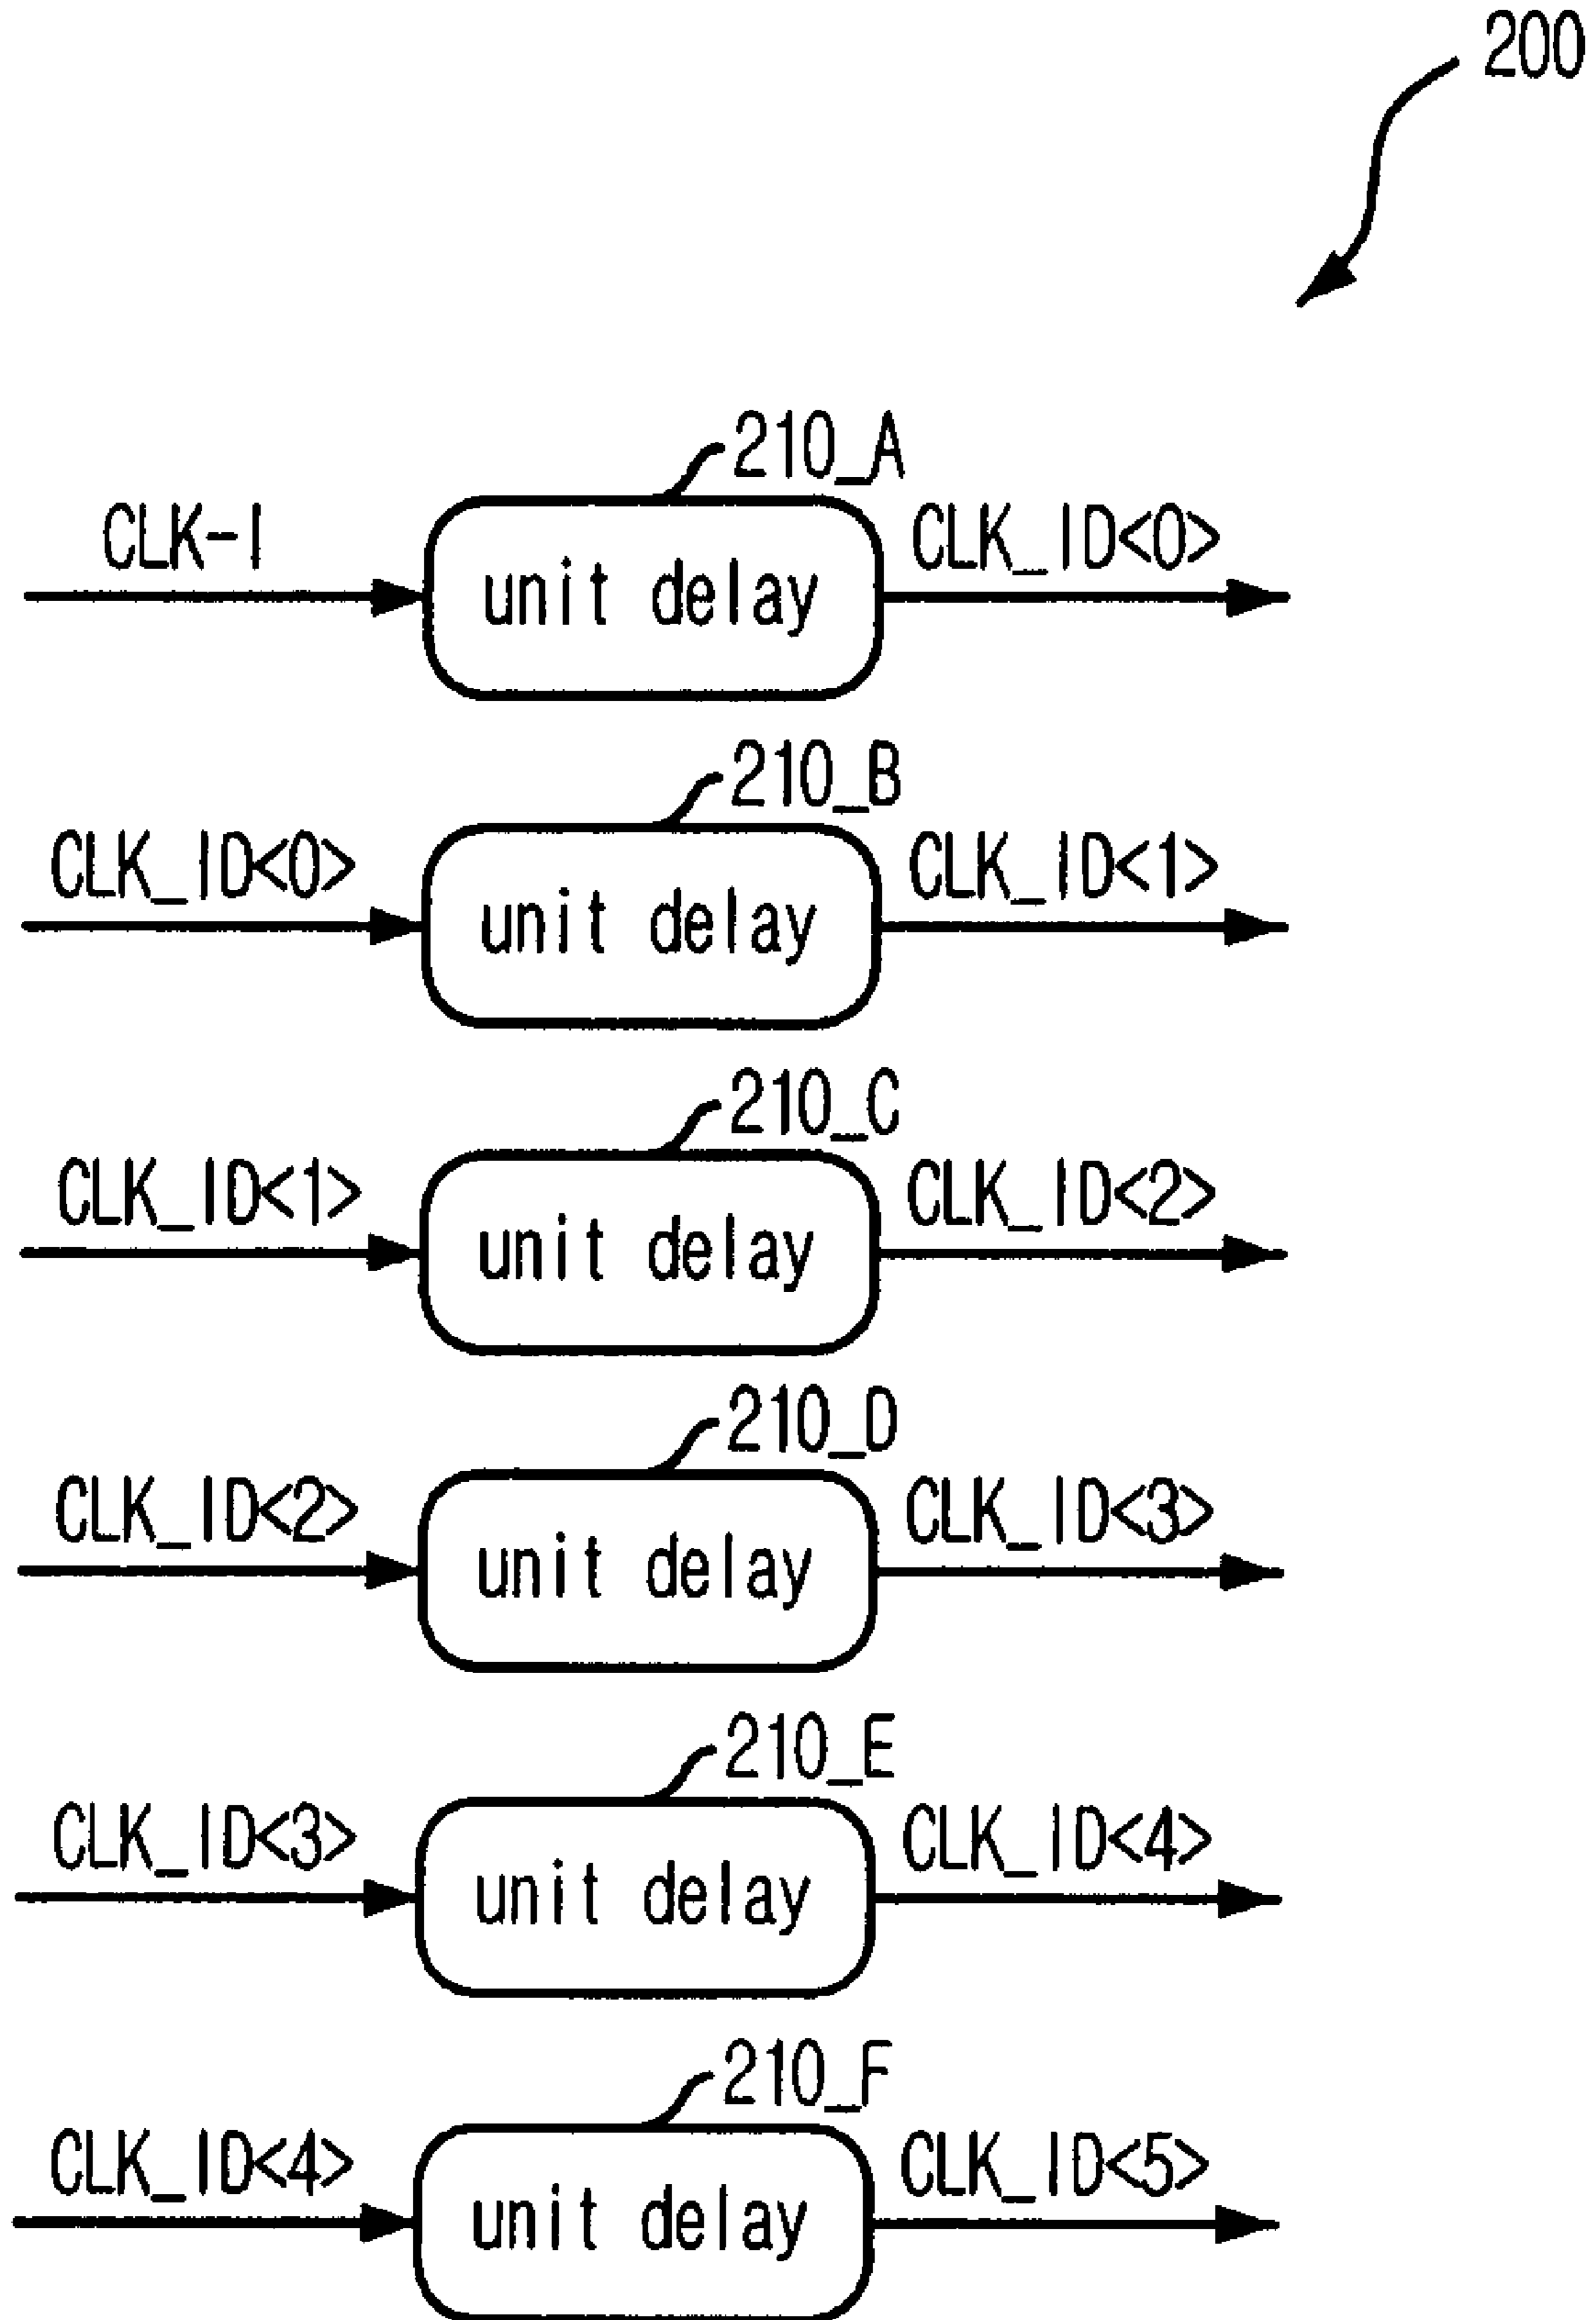 200
210_A
CLK-I
unit delay
CLK_ID<0>
210_B
CLK_ID<0>
unit delay
CLK_ID<1>
210_C
CLK_ID<1>
unit delay
CLK_ID<2>
210_D
CLK_ID<2>
unit delay
CLK_ID<3>
210_E
CLK_ID<3>
unit delay
CLK_ID<4>
210_F
CLK_ID<4>
unit delay
CLK_ID<5>